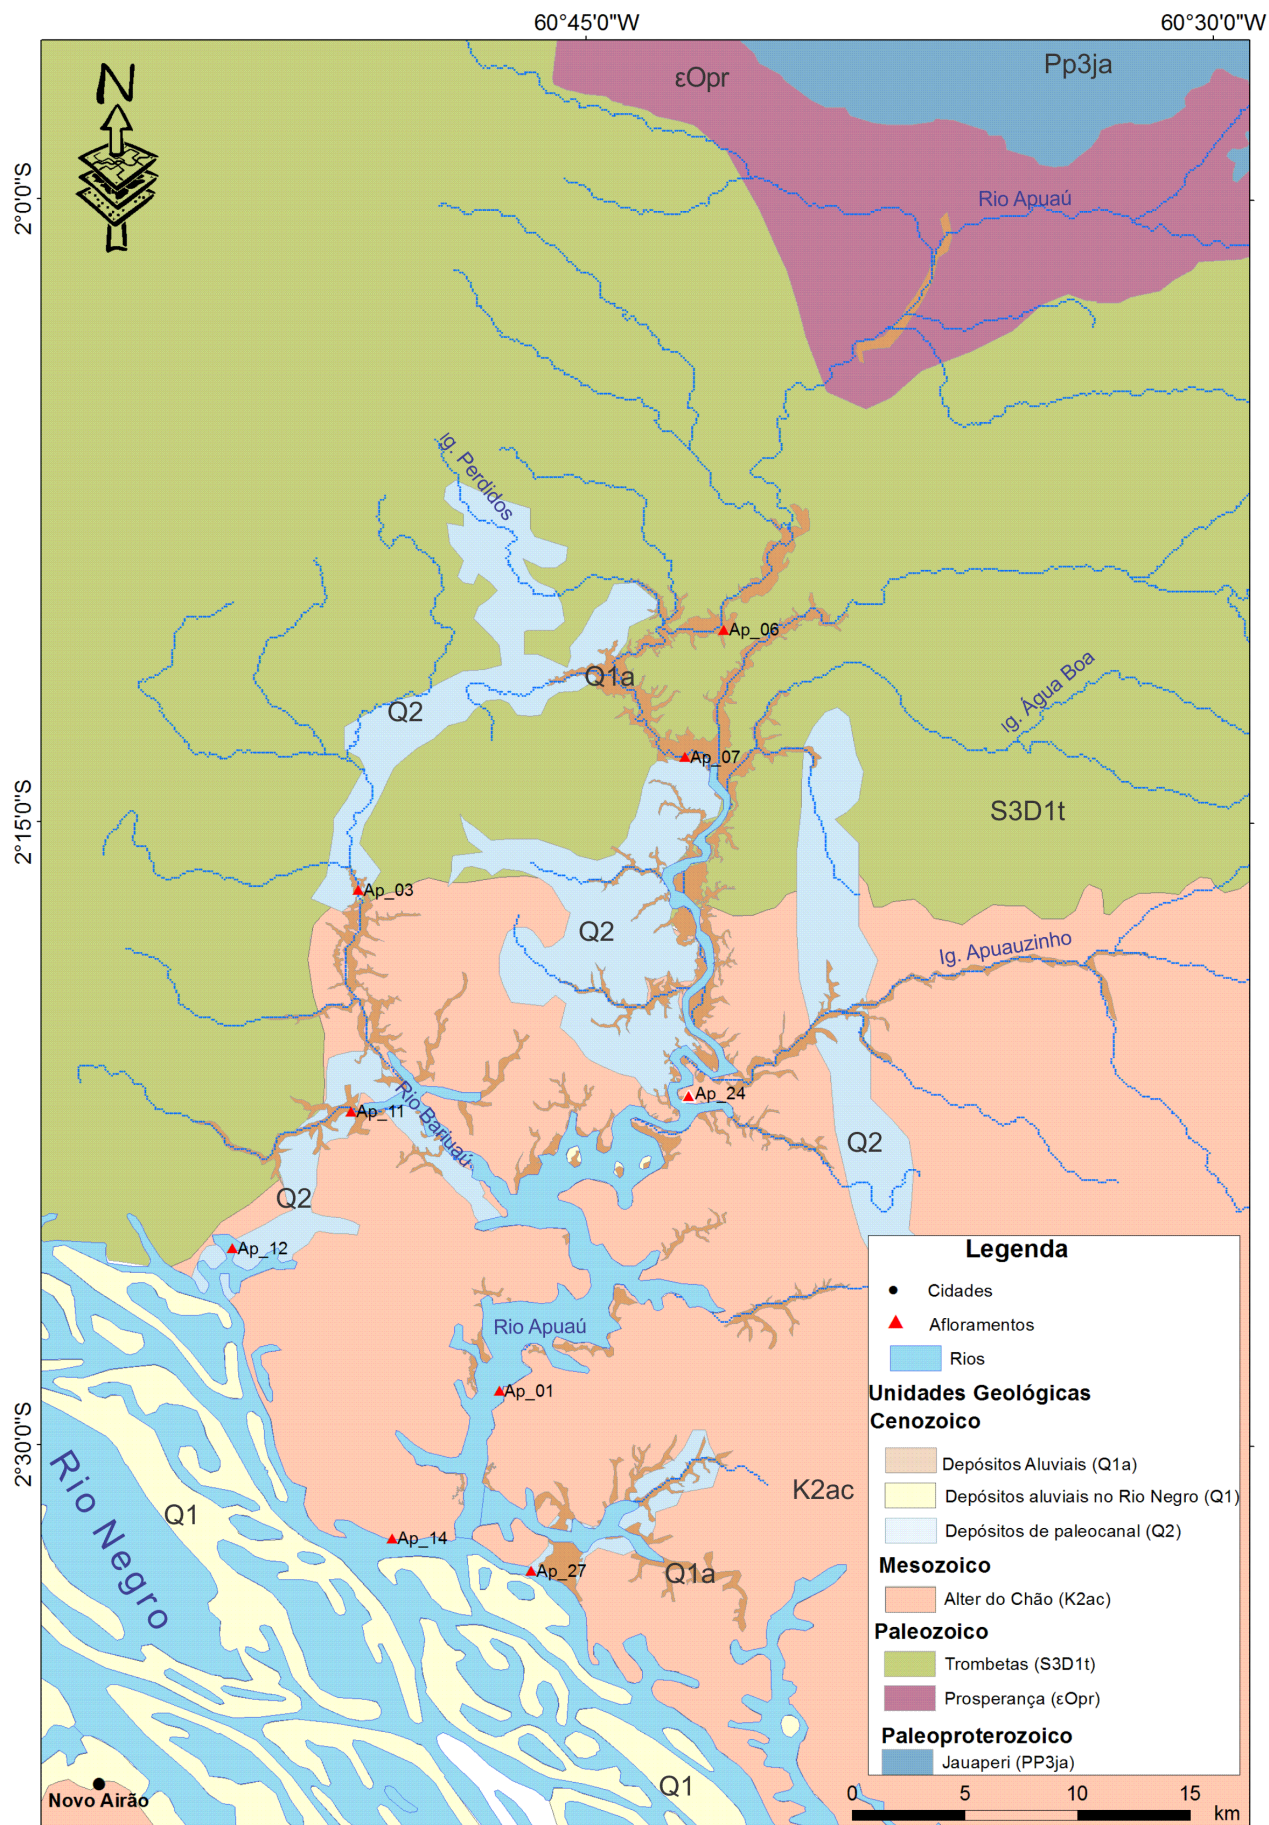 60°45'0"W
60°30'0"W
N
εOpr
Pp3ja
2°0'0"S
Rio Apuaú
Ig. Perdidos
Ap_06
Q1a
Ig. Água Boa
Q2
Ap_07
2°15'0"S
S3D1t
Ap_03
Q2
Ig. Apuauzinho
Ap_24
Rio Bariuaú
Ap_11
Q2
Q2
Ap_12
Rio Apuaú
Ap_01
2°30'0"S
Rio Negro
Q1
K2ac
Ap_14
Ap_27
Q1a
Q1
Novo Airão
Legenda
Cidades
Afloramentos
Rios
Unidades Geológicas
Cenozoico
Depósitos Aluviais (Q1a)
Depósitos aluviais no Rio Negro (Q1)
Depósitos de paleocanal (Q2)
Mesozoico
Alter do Chão (K2ac)
Paleozoico
Trombetas (S3D1t)
Prosperança (εOpr)
Paleoproterozoico
Jauaperi (PP3ja)
0 5 10 15
km